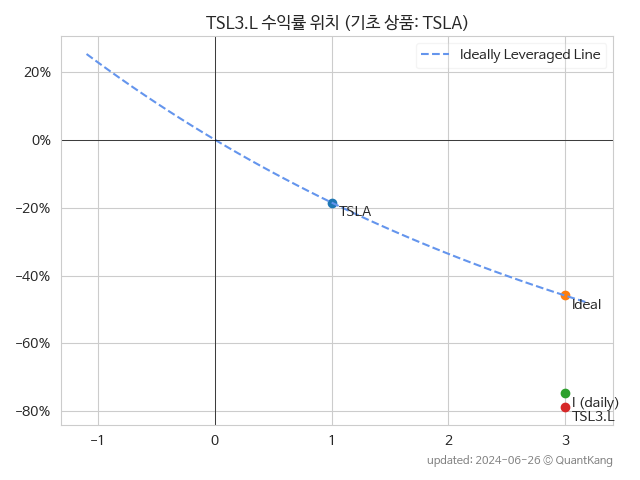 TSL3.L 수익률 위치 (기초 상품: TSLA)
Ideally Leveraged Line
20%
0%
−20%
−40%
−60%
−80%
TSLA
Ideal
I (daily)
TSL3.L
−1
0
1
2
3
updated: 2024-06-26 © QuantKang